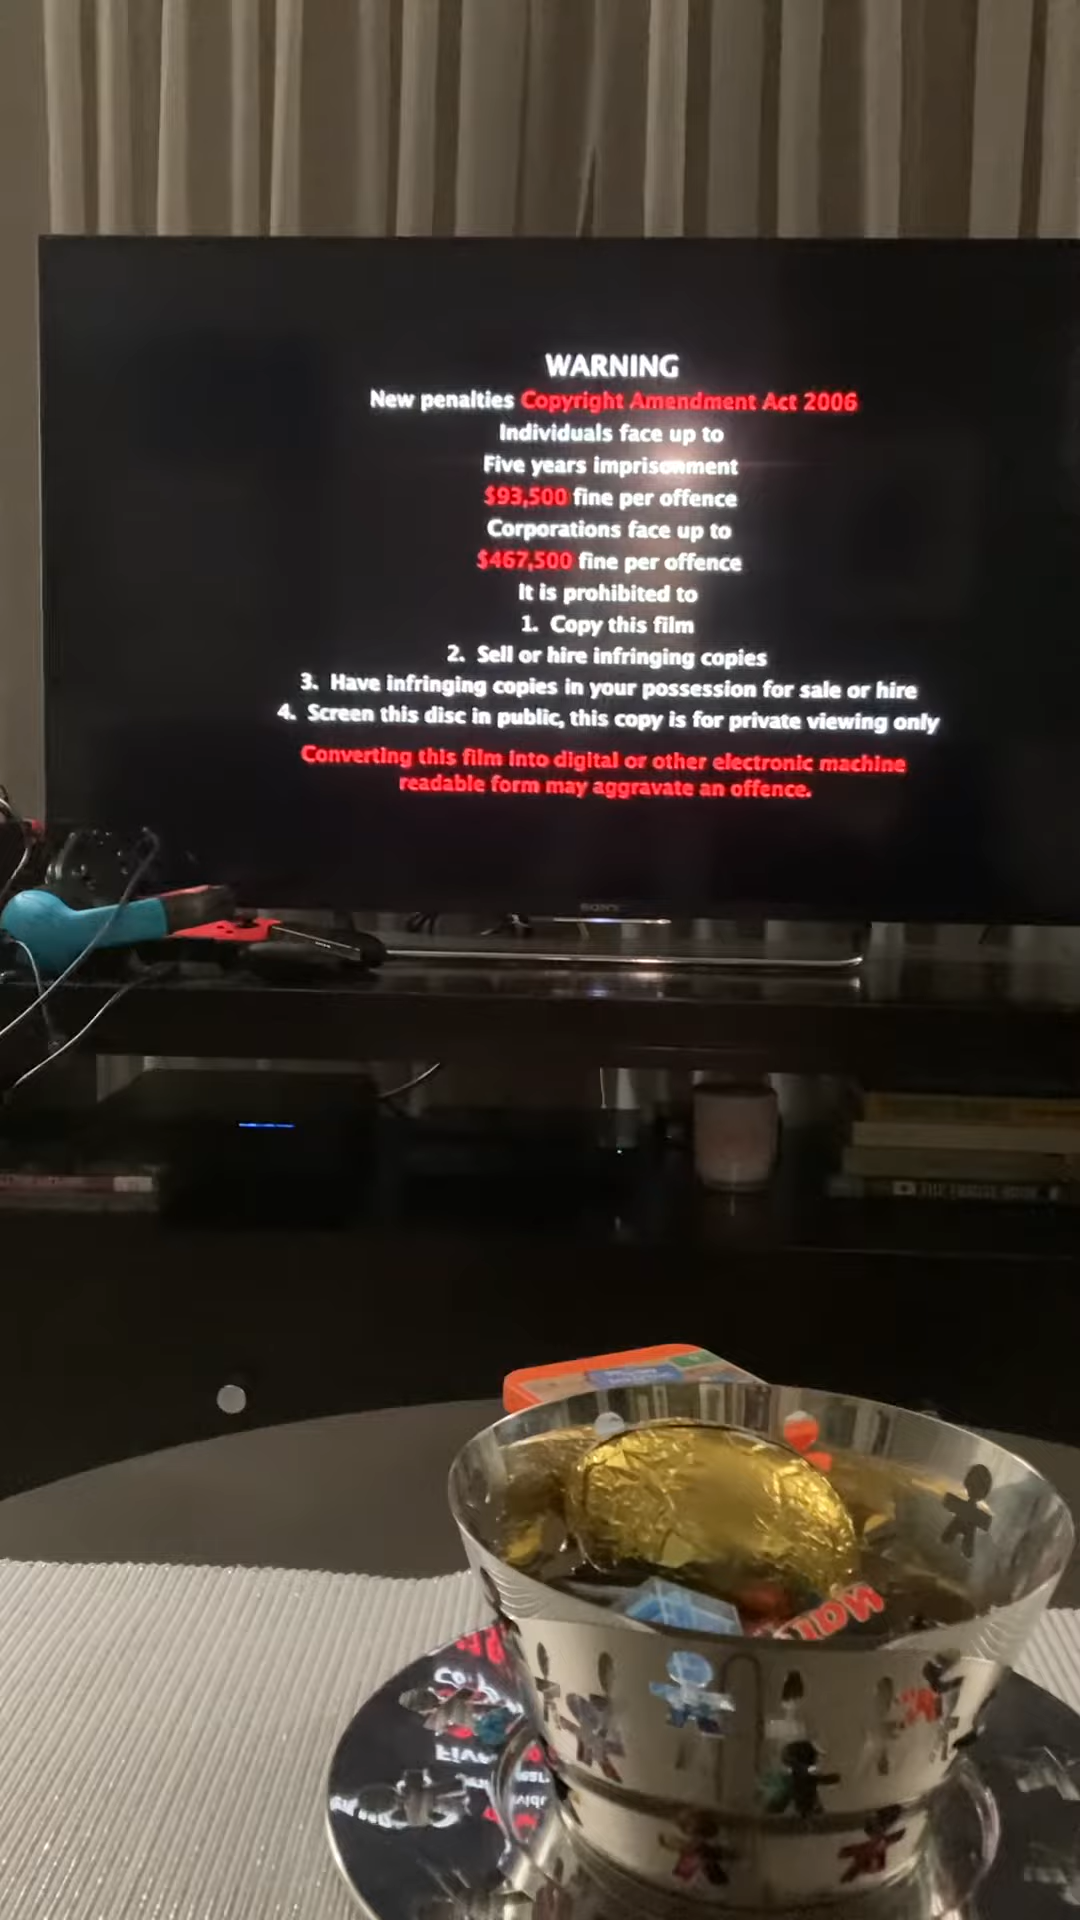 WARNING
New penalties Copyright Amendment Act 2006
Individuals face up to
Five years imprisonment
$93,500 fine per offence
Corporations face up to
$467,500 fine per offence
It is prohibited to
1. Copy this film
2. Sell or hire infringing copies
3. Have infringing copies in your possession for sale or hire
4. Screen this disc in public, this copy is for private viewing only
Converting this film into digital or other electronic machine
readable form may aggravate an offence.
SONY